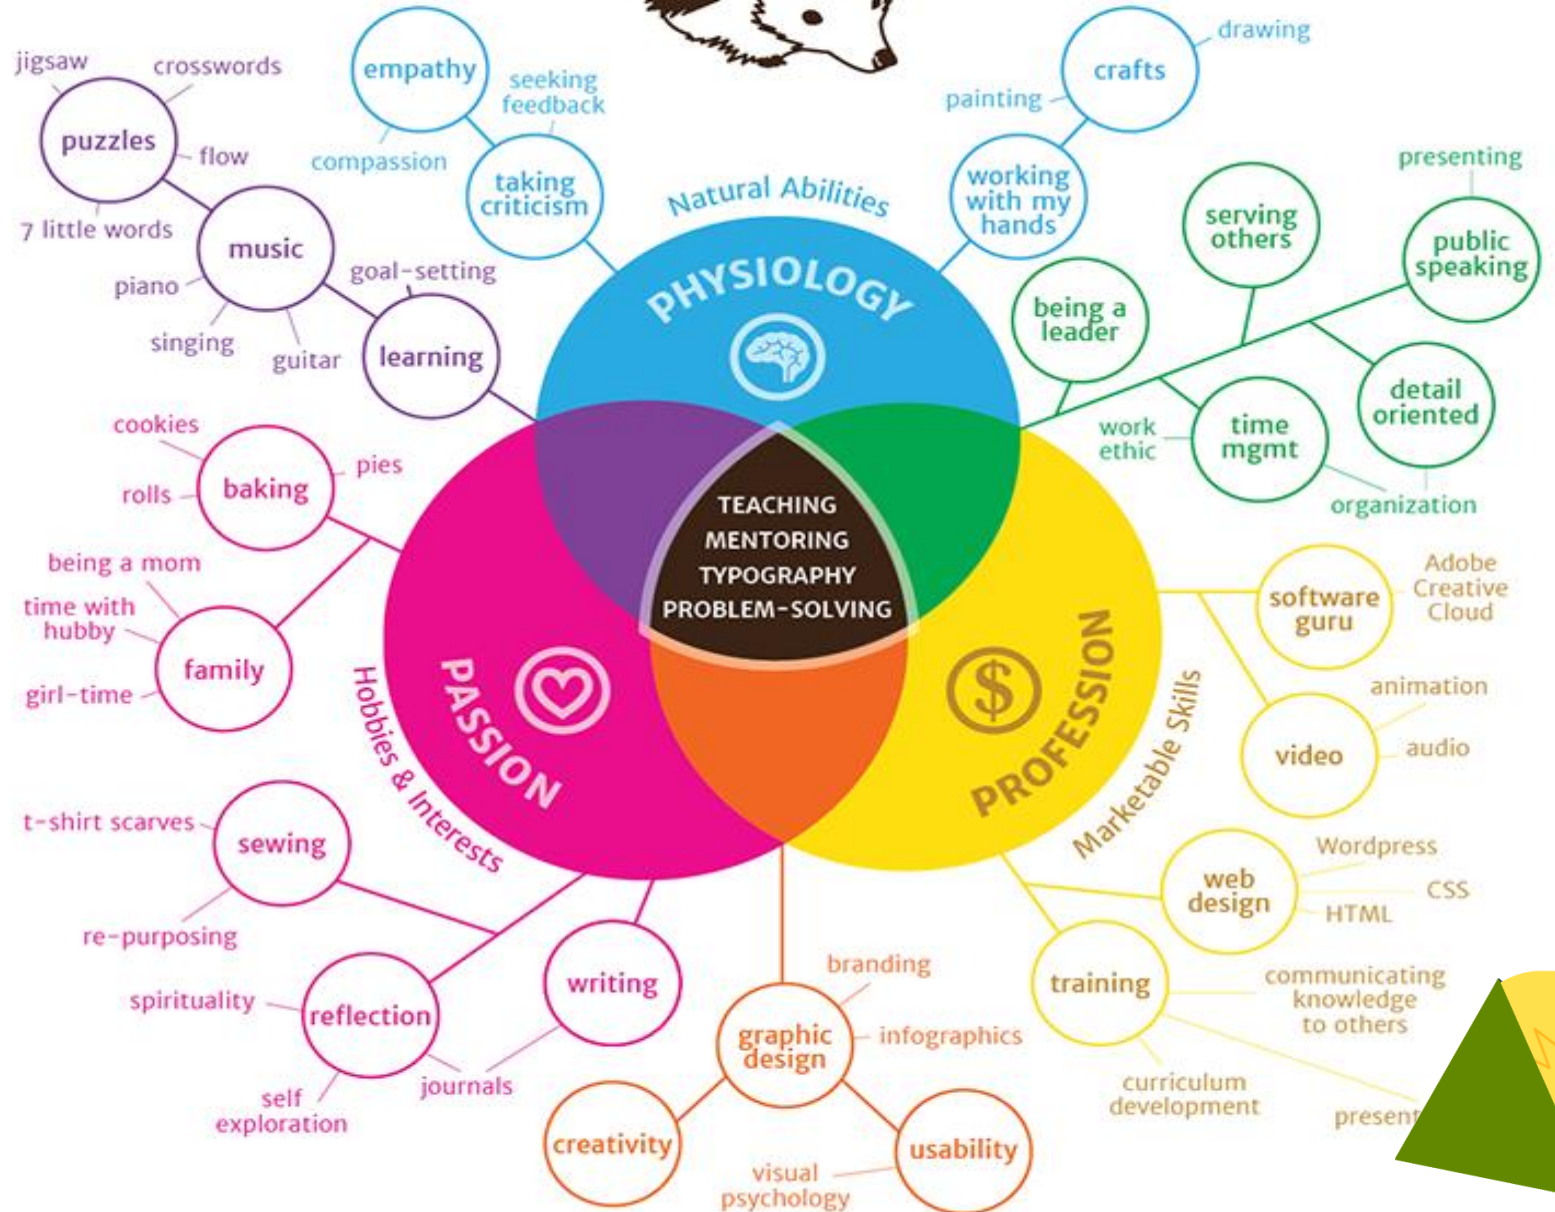 jigsaw
crosswords
puzzles
flow
7 little words
music
piano
singing
guitar
goal-setting
learning
empathy
compassion
seeking
feedback
taking
criticism
Natural Abilities
PHYSIOLOGY
drawing
crafts
painting
working
with my
hands
presenting
serving
others
public
speaking
being a
leader
detail
oriented
time
mgmt
work
ethic
organization
cookies
pies
rolls
baking
being a mom
time with
hubby
girl-time
family
TEACHING
MENTORING
TYPOGRAPHY
PROBLEM-SOLVING
PASSION
Hobbies & Interests
PROFESSION
Marketable Skills
software
guru
Adobe
Creative
Cloud
video
animation
audio
web
design
Wordpress
CSS
HTML
training
communicating
knowledge
to others
curriculum
development
present
t-shirt scarves
sewing
re-purposing
spirituality
reflection
self
exploration
journals
writing
branding
graphic
design
infographics
creativity
usability
visual
psychology